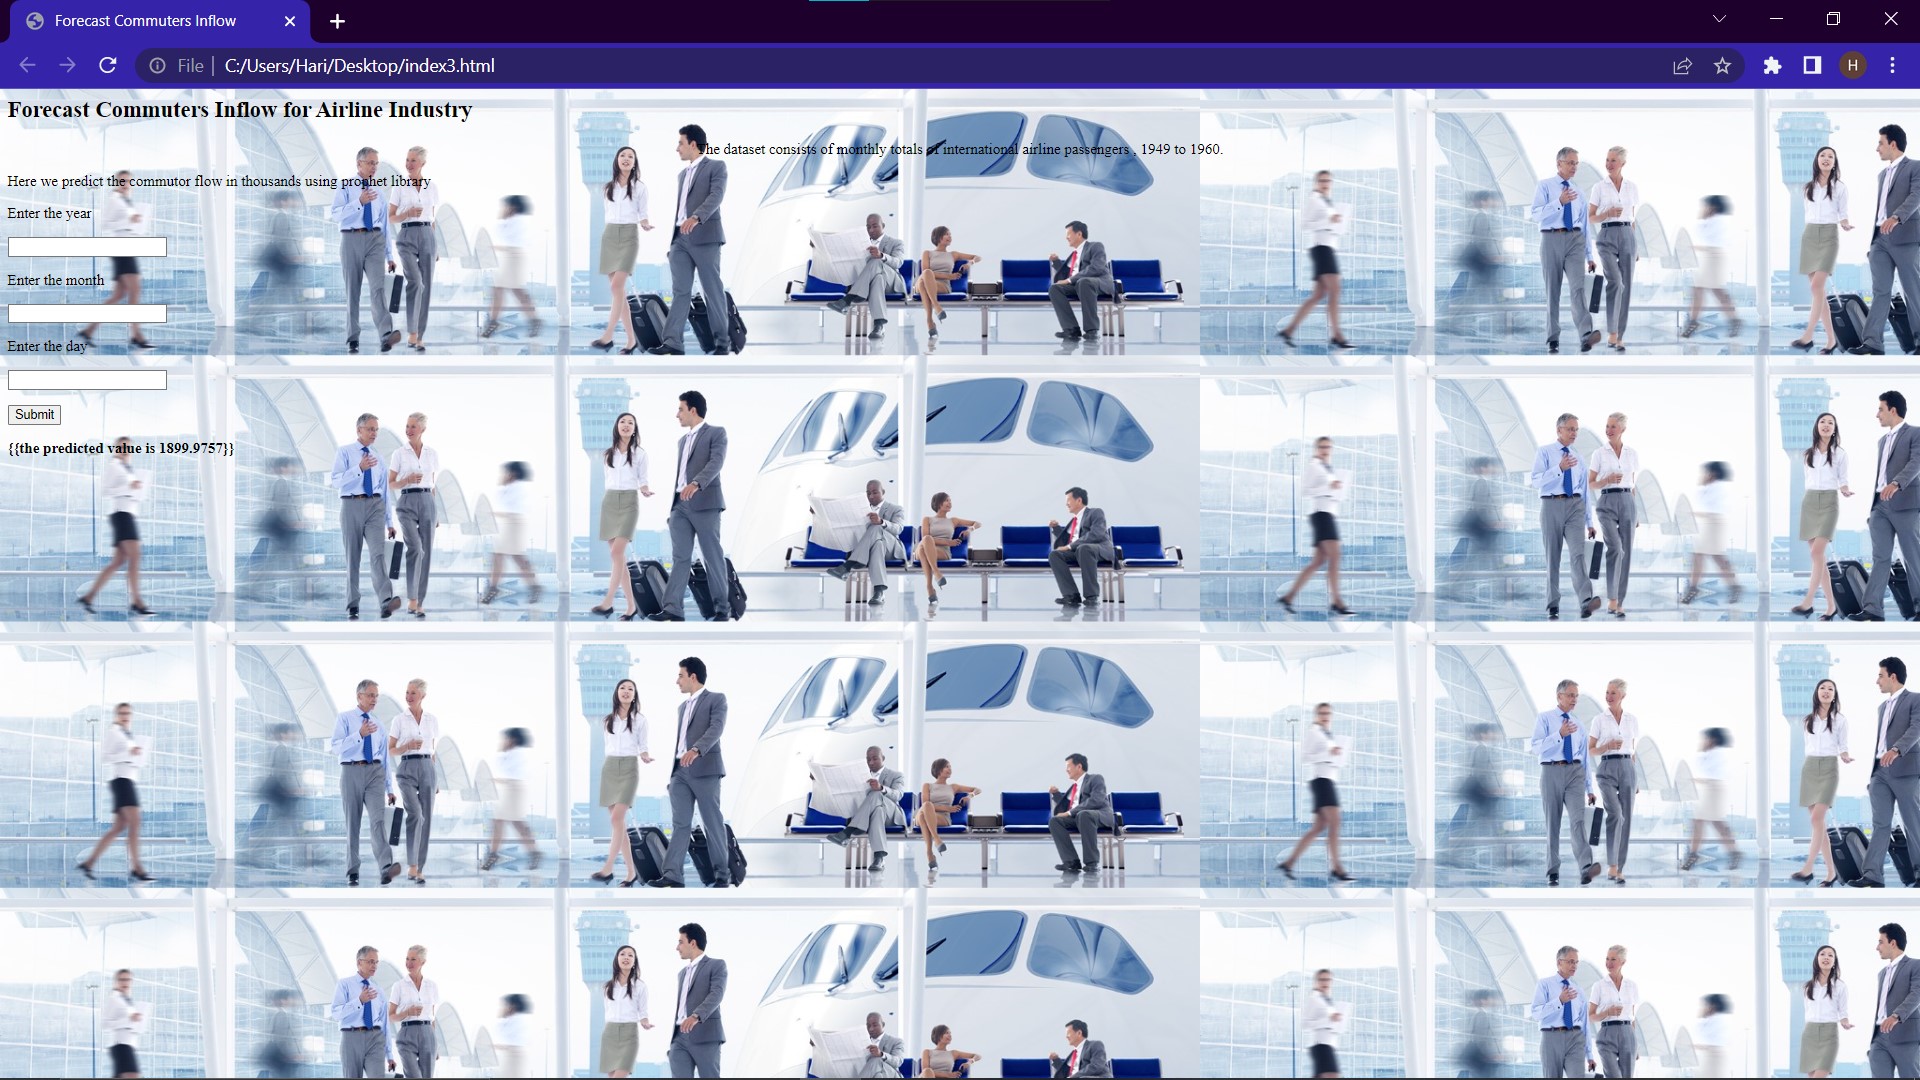 Forecast Commuters Inflow
File
C:/Users/Hari/Desktop/index3.html
H
Forecast Commuters Inflow for Airline Industry
The dataset consists of monthly totals of international airline passengers , 1949 to 1960.
Here we predict the commutor flow in thousands using prophet library
Enter the year
Enter the month
Enter the day
Submit
{{the predicted value is 1899.9757}}